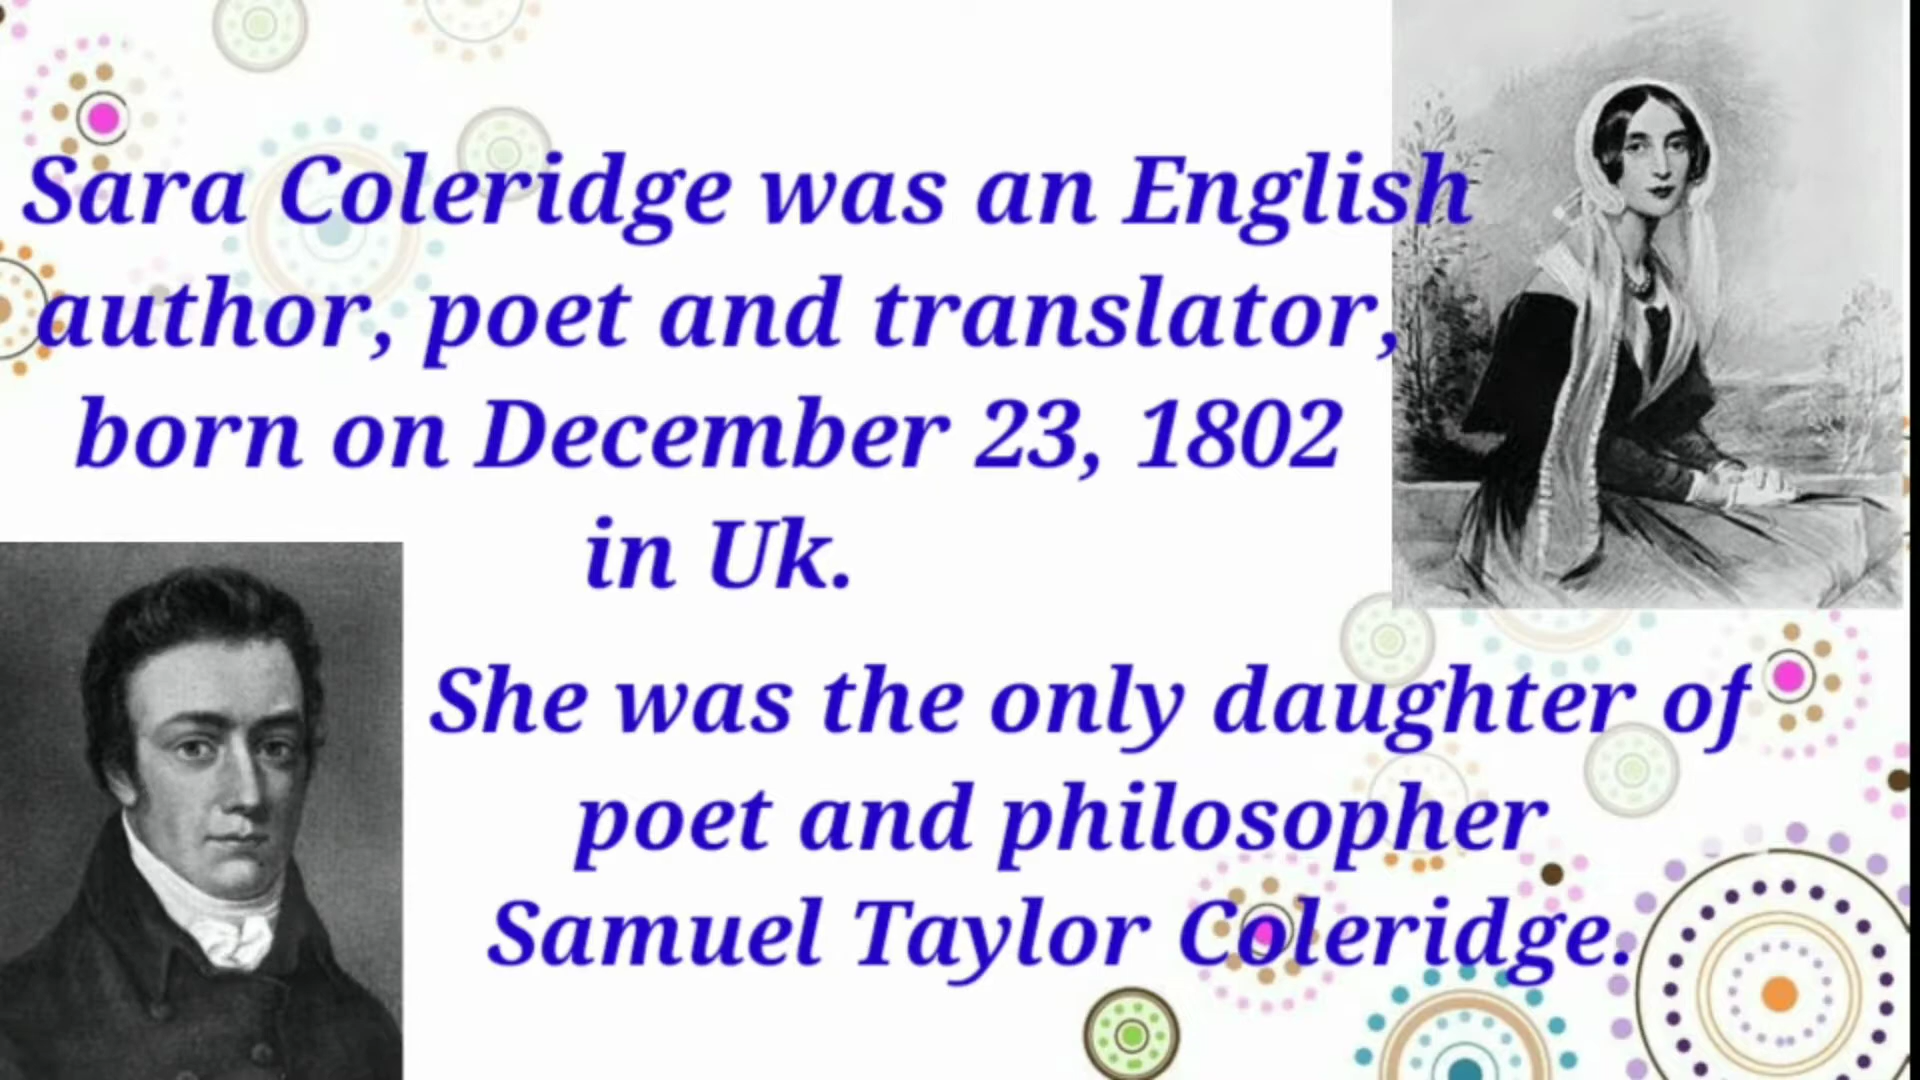 Sara Coleridge was an English
author, poet and translator,
born on December 23, 1802
in Uk.
She was the only daughter of
poet and philosopher
Samuel Taylor Coleridge.